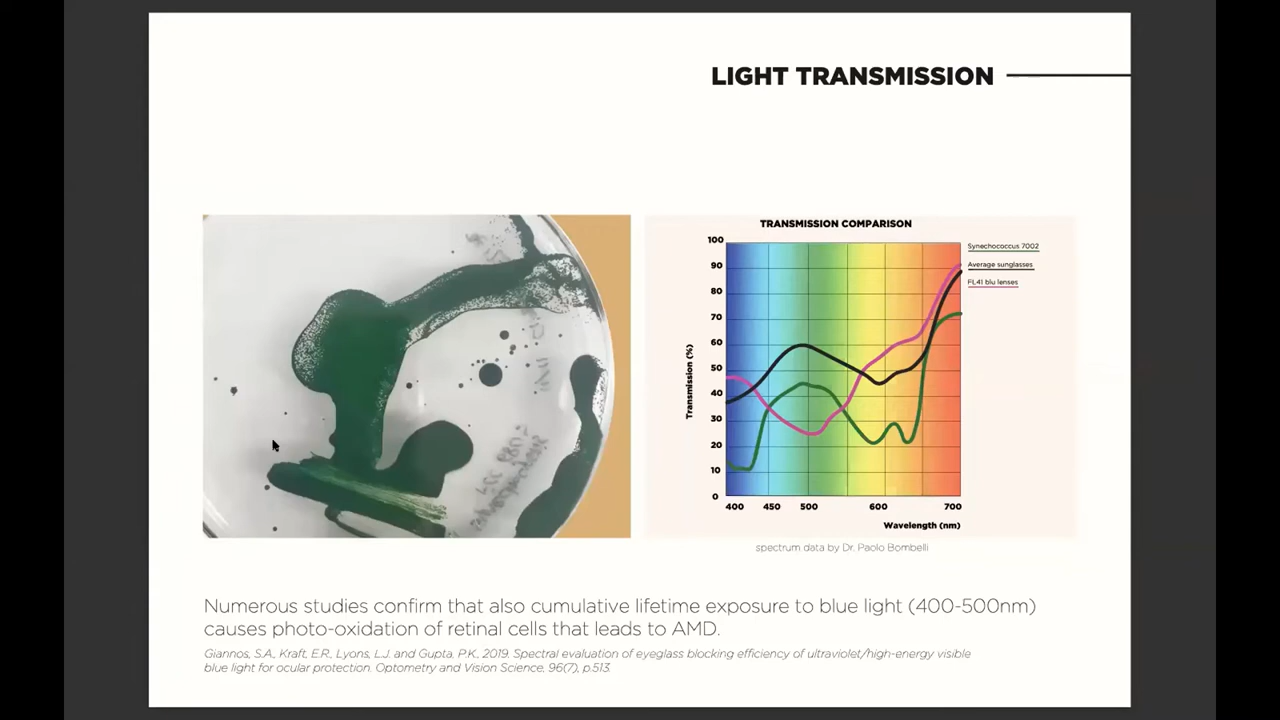 LIGHT TRANSMISSION
TRANSMISSION COMPARISON
100
90
80
70
60
50
40
30
20
10
0
Transmission (%)
400 450 500 600 700
Wavelength (nm)
Synechococcus 7002
Average sunglasses
FL41 blu lenses
spectrum data by Dr. Paolo Bombelli
Numerous studies confirm that also cumulative lifetime exposure to blue light (400-500nm)
causes photo-oxidation of retinal cells that leads to AMD.
Giannos, S.A., Kraft, E.R., Lyons, L.J. and Gupta, P.K., 2019. Spectral evaluation of eyeglass blocking efficiency of ultraviolet/high-energy visible
blue light for ocular protection. Optometry and Vision Science, 96(7), p.513.